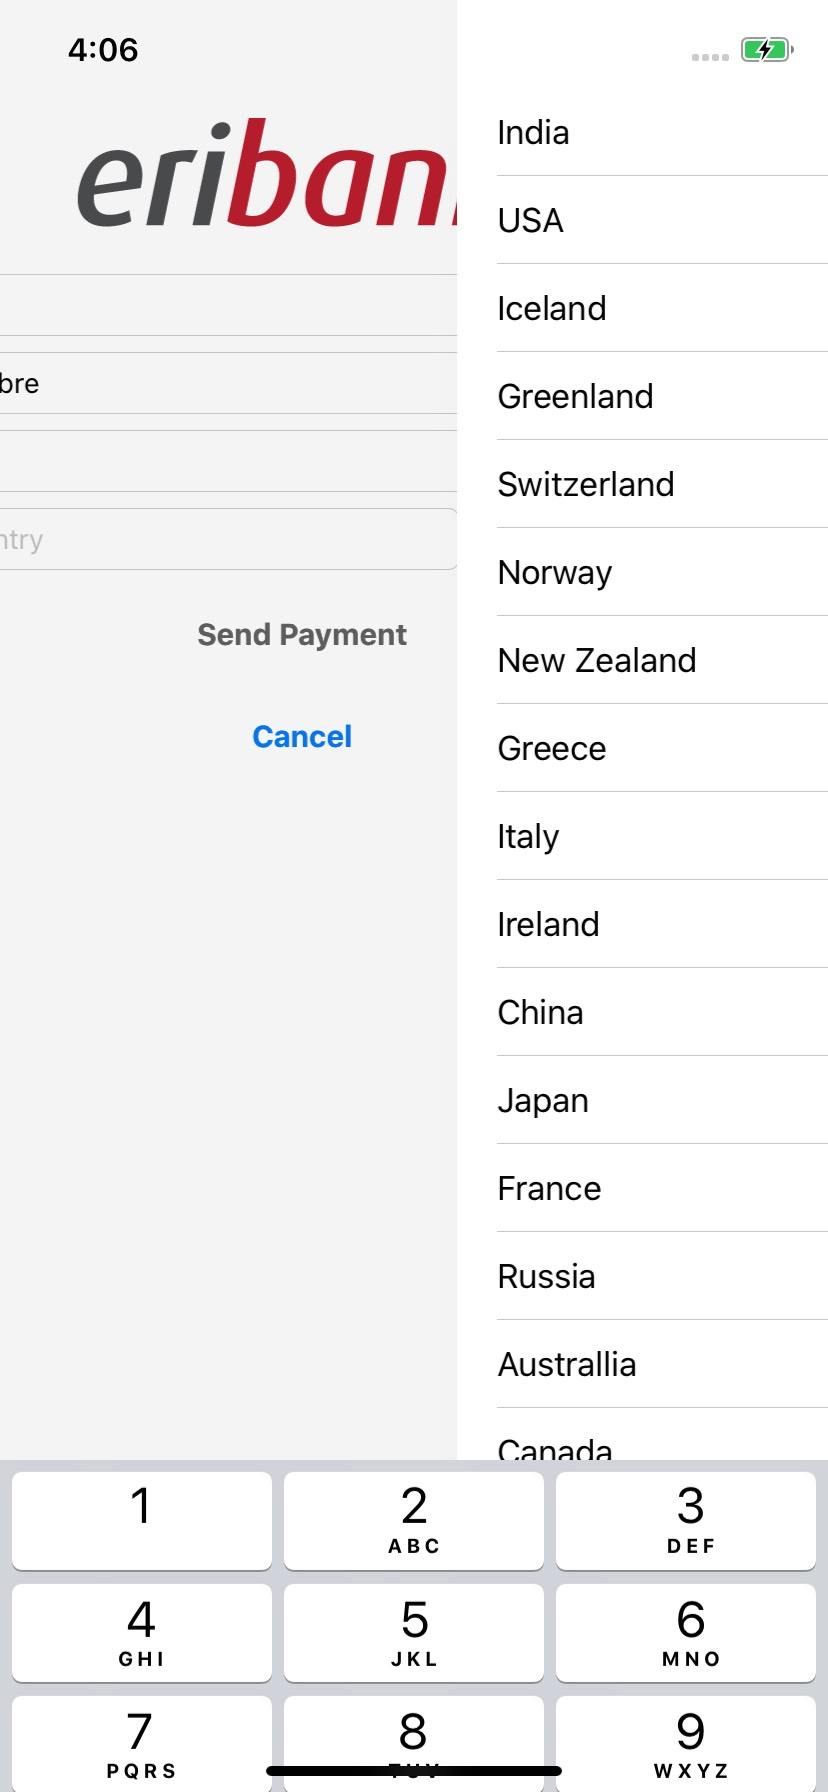 4:06
eriban
bre
ntry
Send Payment
Cancel
India
USA
Iceland
Greenland
Switzerland
Norway
New Zealand
Greece
Italy
Ireland
China
Japan
France
Russia
Australlia
Canada
1
2
ABC
3
DEF
4
GHI
5
JKL
6
MNO
7
PQRS
8
TUV
9
WXYZ